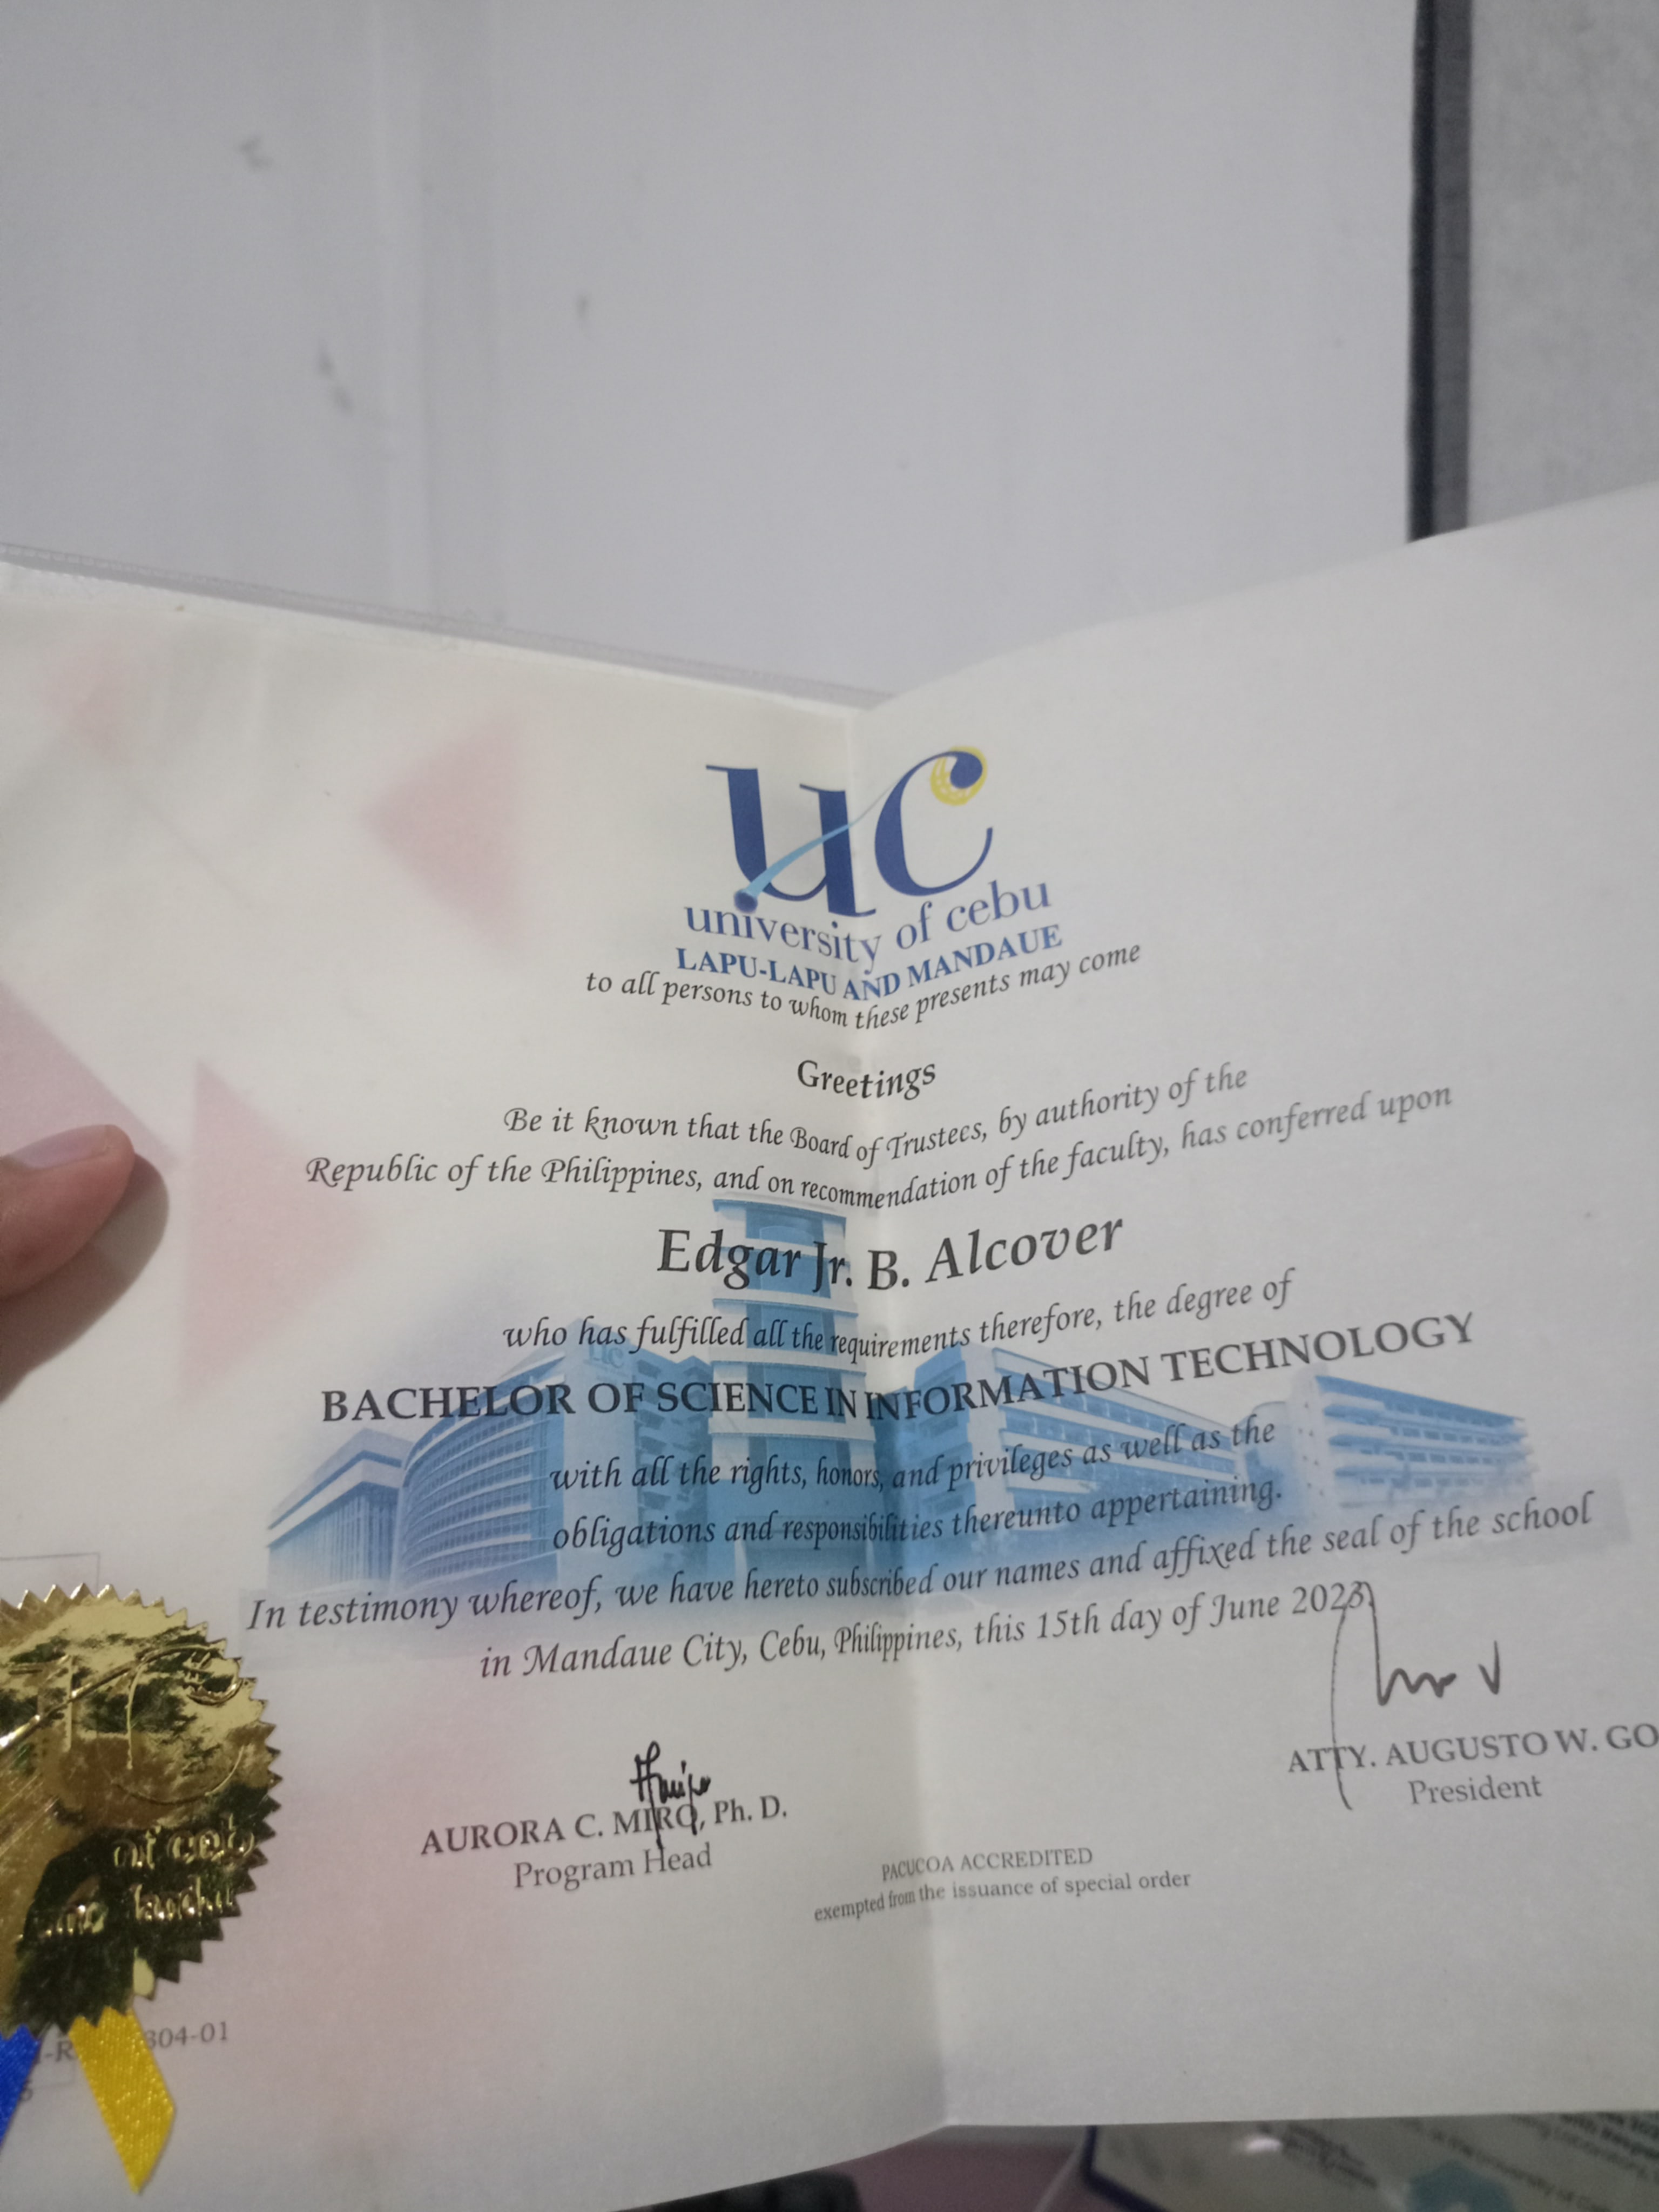 uc
university of cebu
LAPU-LAPU AND MANDAUE
to all persons to whom these presents may come
Greetings
Be it known that the Board of Trustees, by authority of the
Republic of the Philippines, and on recommendation of the faculty, has conferred upon
Edgar Jr. B. Alcover
who has fulfilled all the requirements therefore, the degree of
BACHELOR OF SCIENCE IN INFORMATION TECHNOLOGY
with all the rights, honors, and privileges as well as the
obligations and responsibilities thereunto appertaining.
In testimony whereof, we have hereto subscribed our names and affixed the seal of the school
in Mandaue City, Cebu, Philippines, this 15th day of June 2023.
AURORA C. MIRO, Ph. D.
Program Head
ATTY. AUGUSTO W. GO
President
PACUCOA ACCREDITED
exempted from the issuance of special order
of cebu
304-01